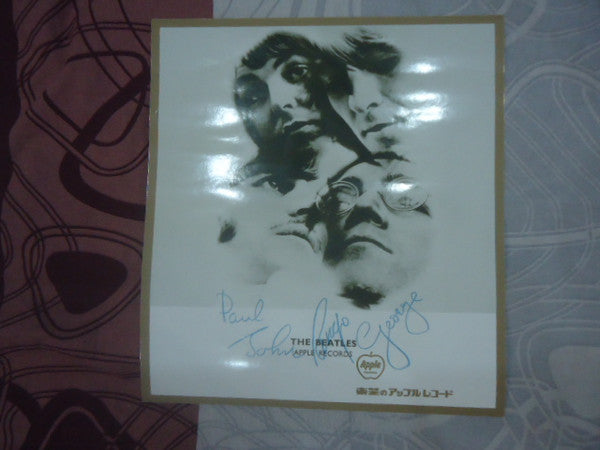 Paul
John Ringo George
THE BEATLES
APPLE RECORDS
Apple
東芝のアップルレコード